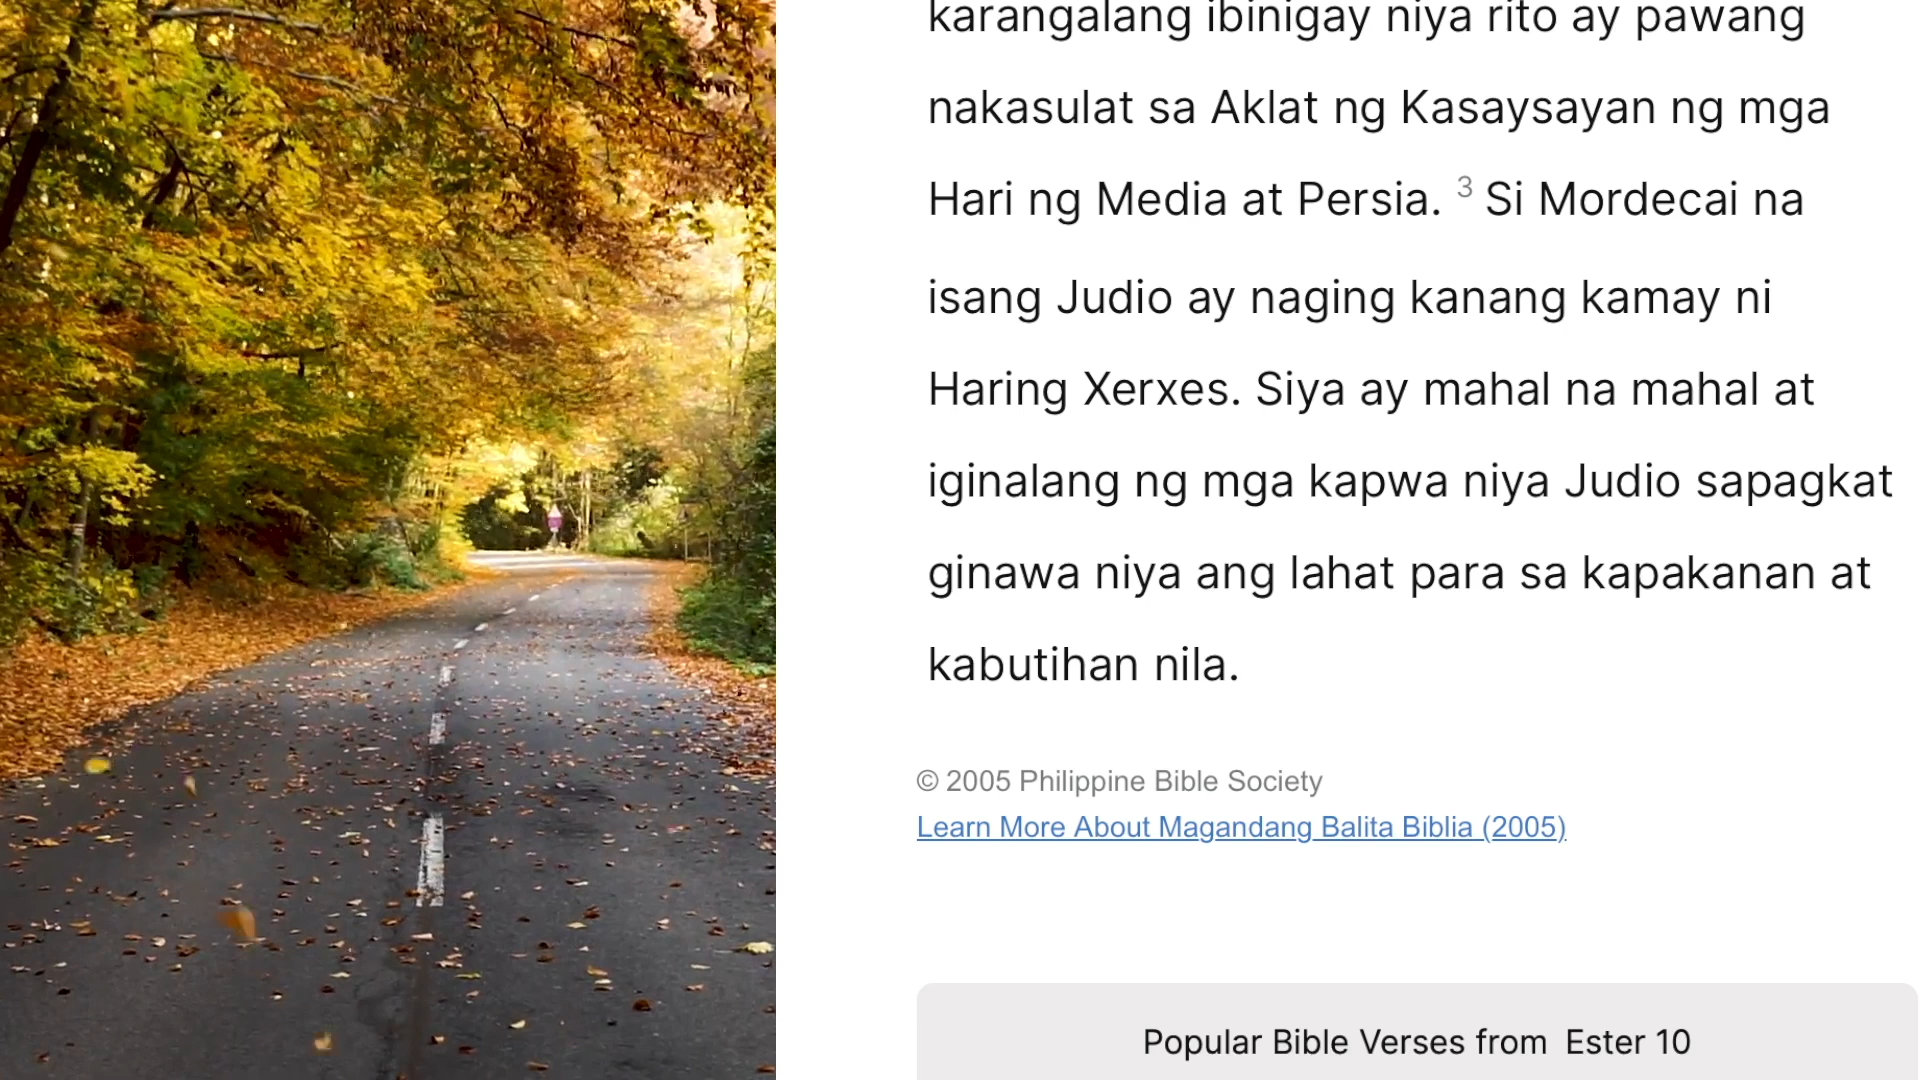 karangalang ibinigay niya rito ay pawang
nakasulat sa Aklat ng Kasaysayan ng mga
Hari ng Media at Persia. 3 Si Mordecai na
isang Judio ay naging kanang kamay ni
Haring Xerxes. Siya ay mahal na mahal at
iginalang ng mga kapwa niya Judio sapagkat
ginawa niya ang lahat para sa kapakanan at
kabutihan nila.
© 2005 Philippine Bible Society
Learn More About Magandang Balita Biblia (2005)
Popular Bible Verses from Ester 10